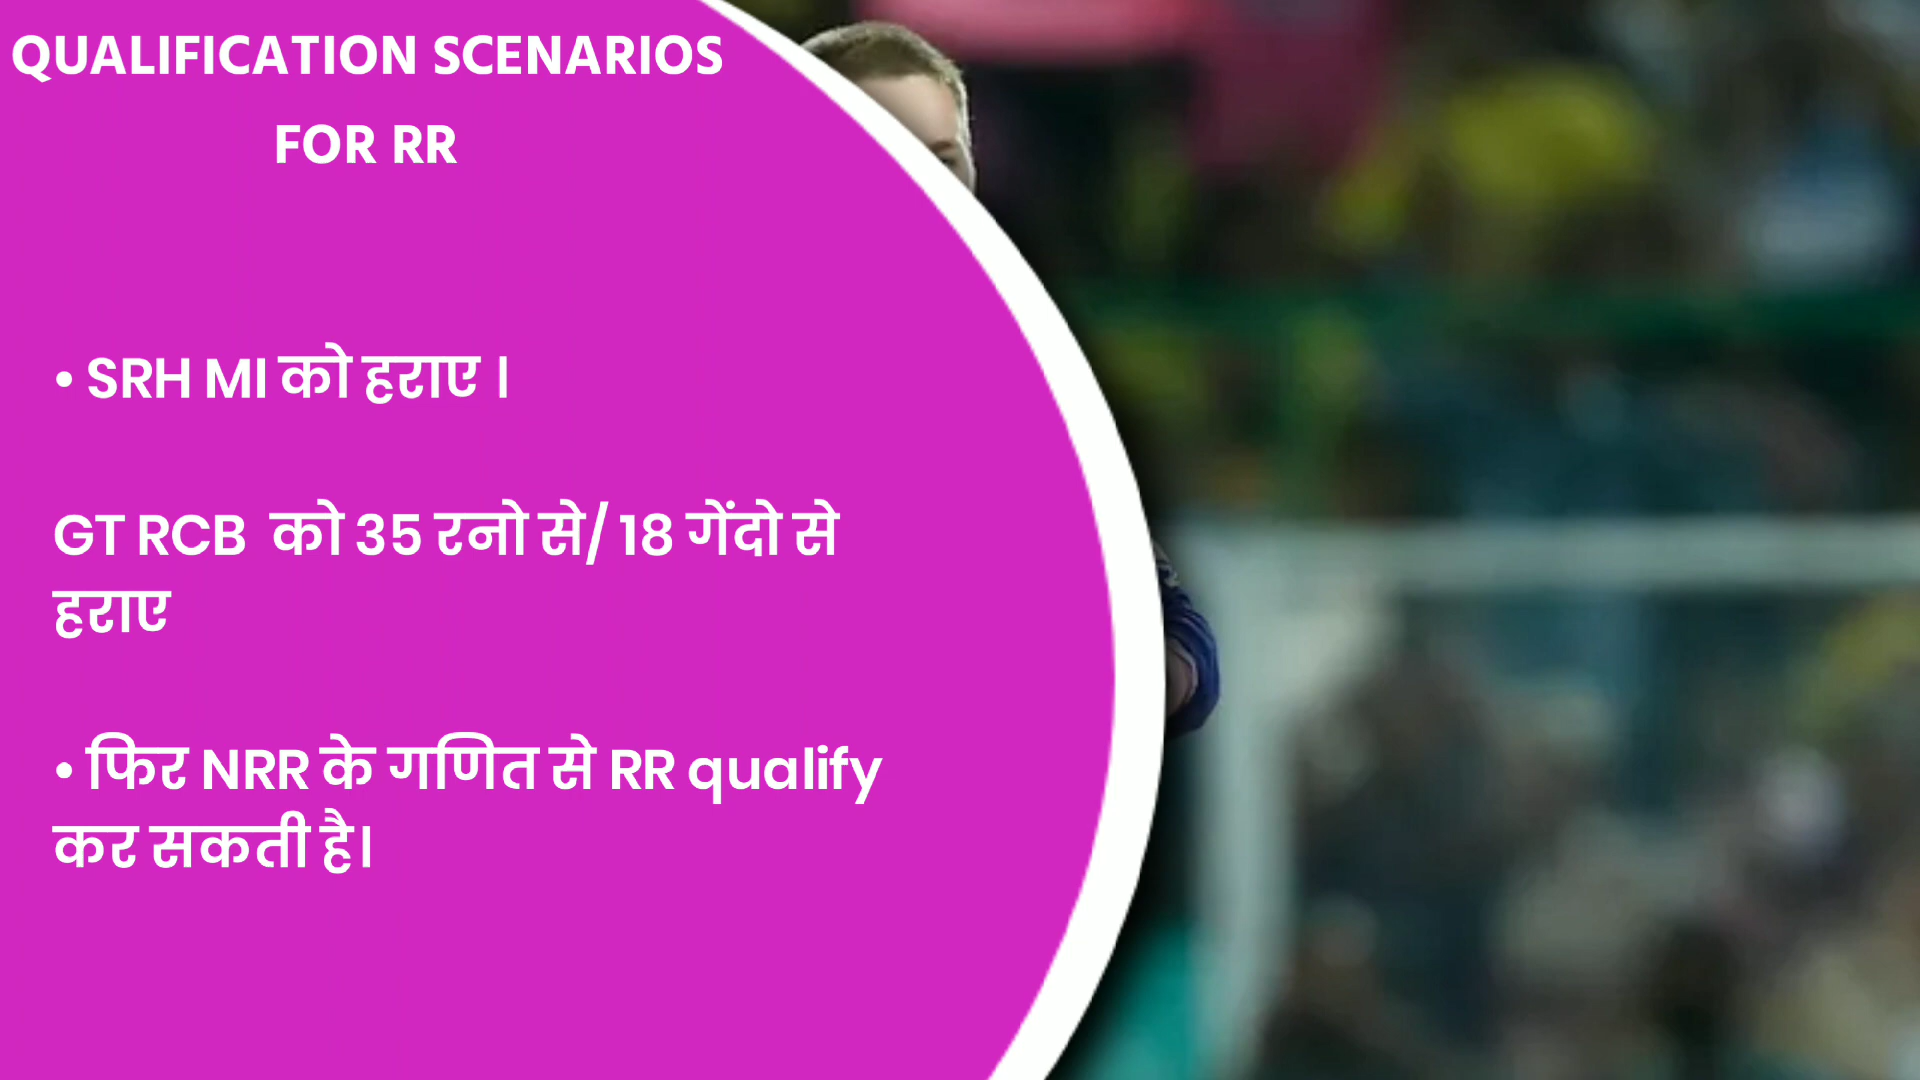 QUALIFICATION SCENARIOS
FOR RR
• SRH MI को हराए ।
GT RCB को 35 रनो से/ 18 गेंदो से
हराए
• फिर NRR के गणित से RR qualify
कर सकती है।